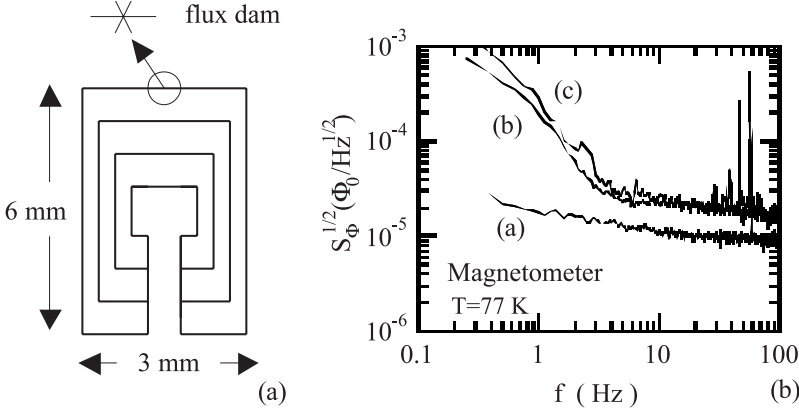 flux dam
6 mm
3 mm
(a)
S_Φ^{1/2}(Φ_0/Hz^{1/2})
10^{-3}
10^{-4}
10^{-5}
10^{-6}
(c)
(b)
(a)
Magnetometer
T=77 K
0.1
1
10
100
f ( Hz )
(b)